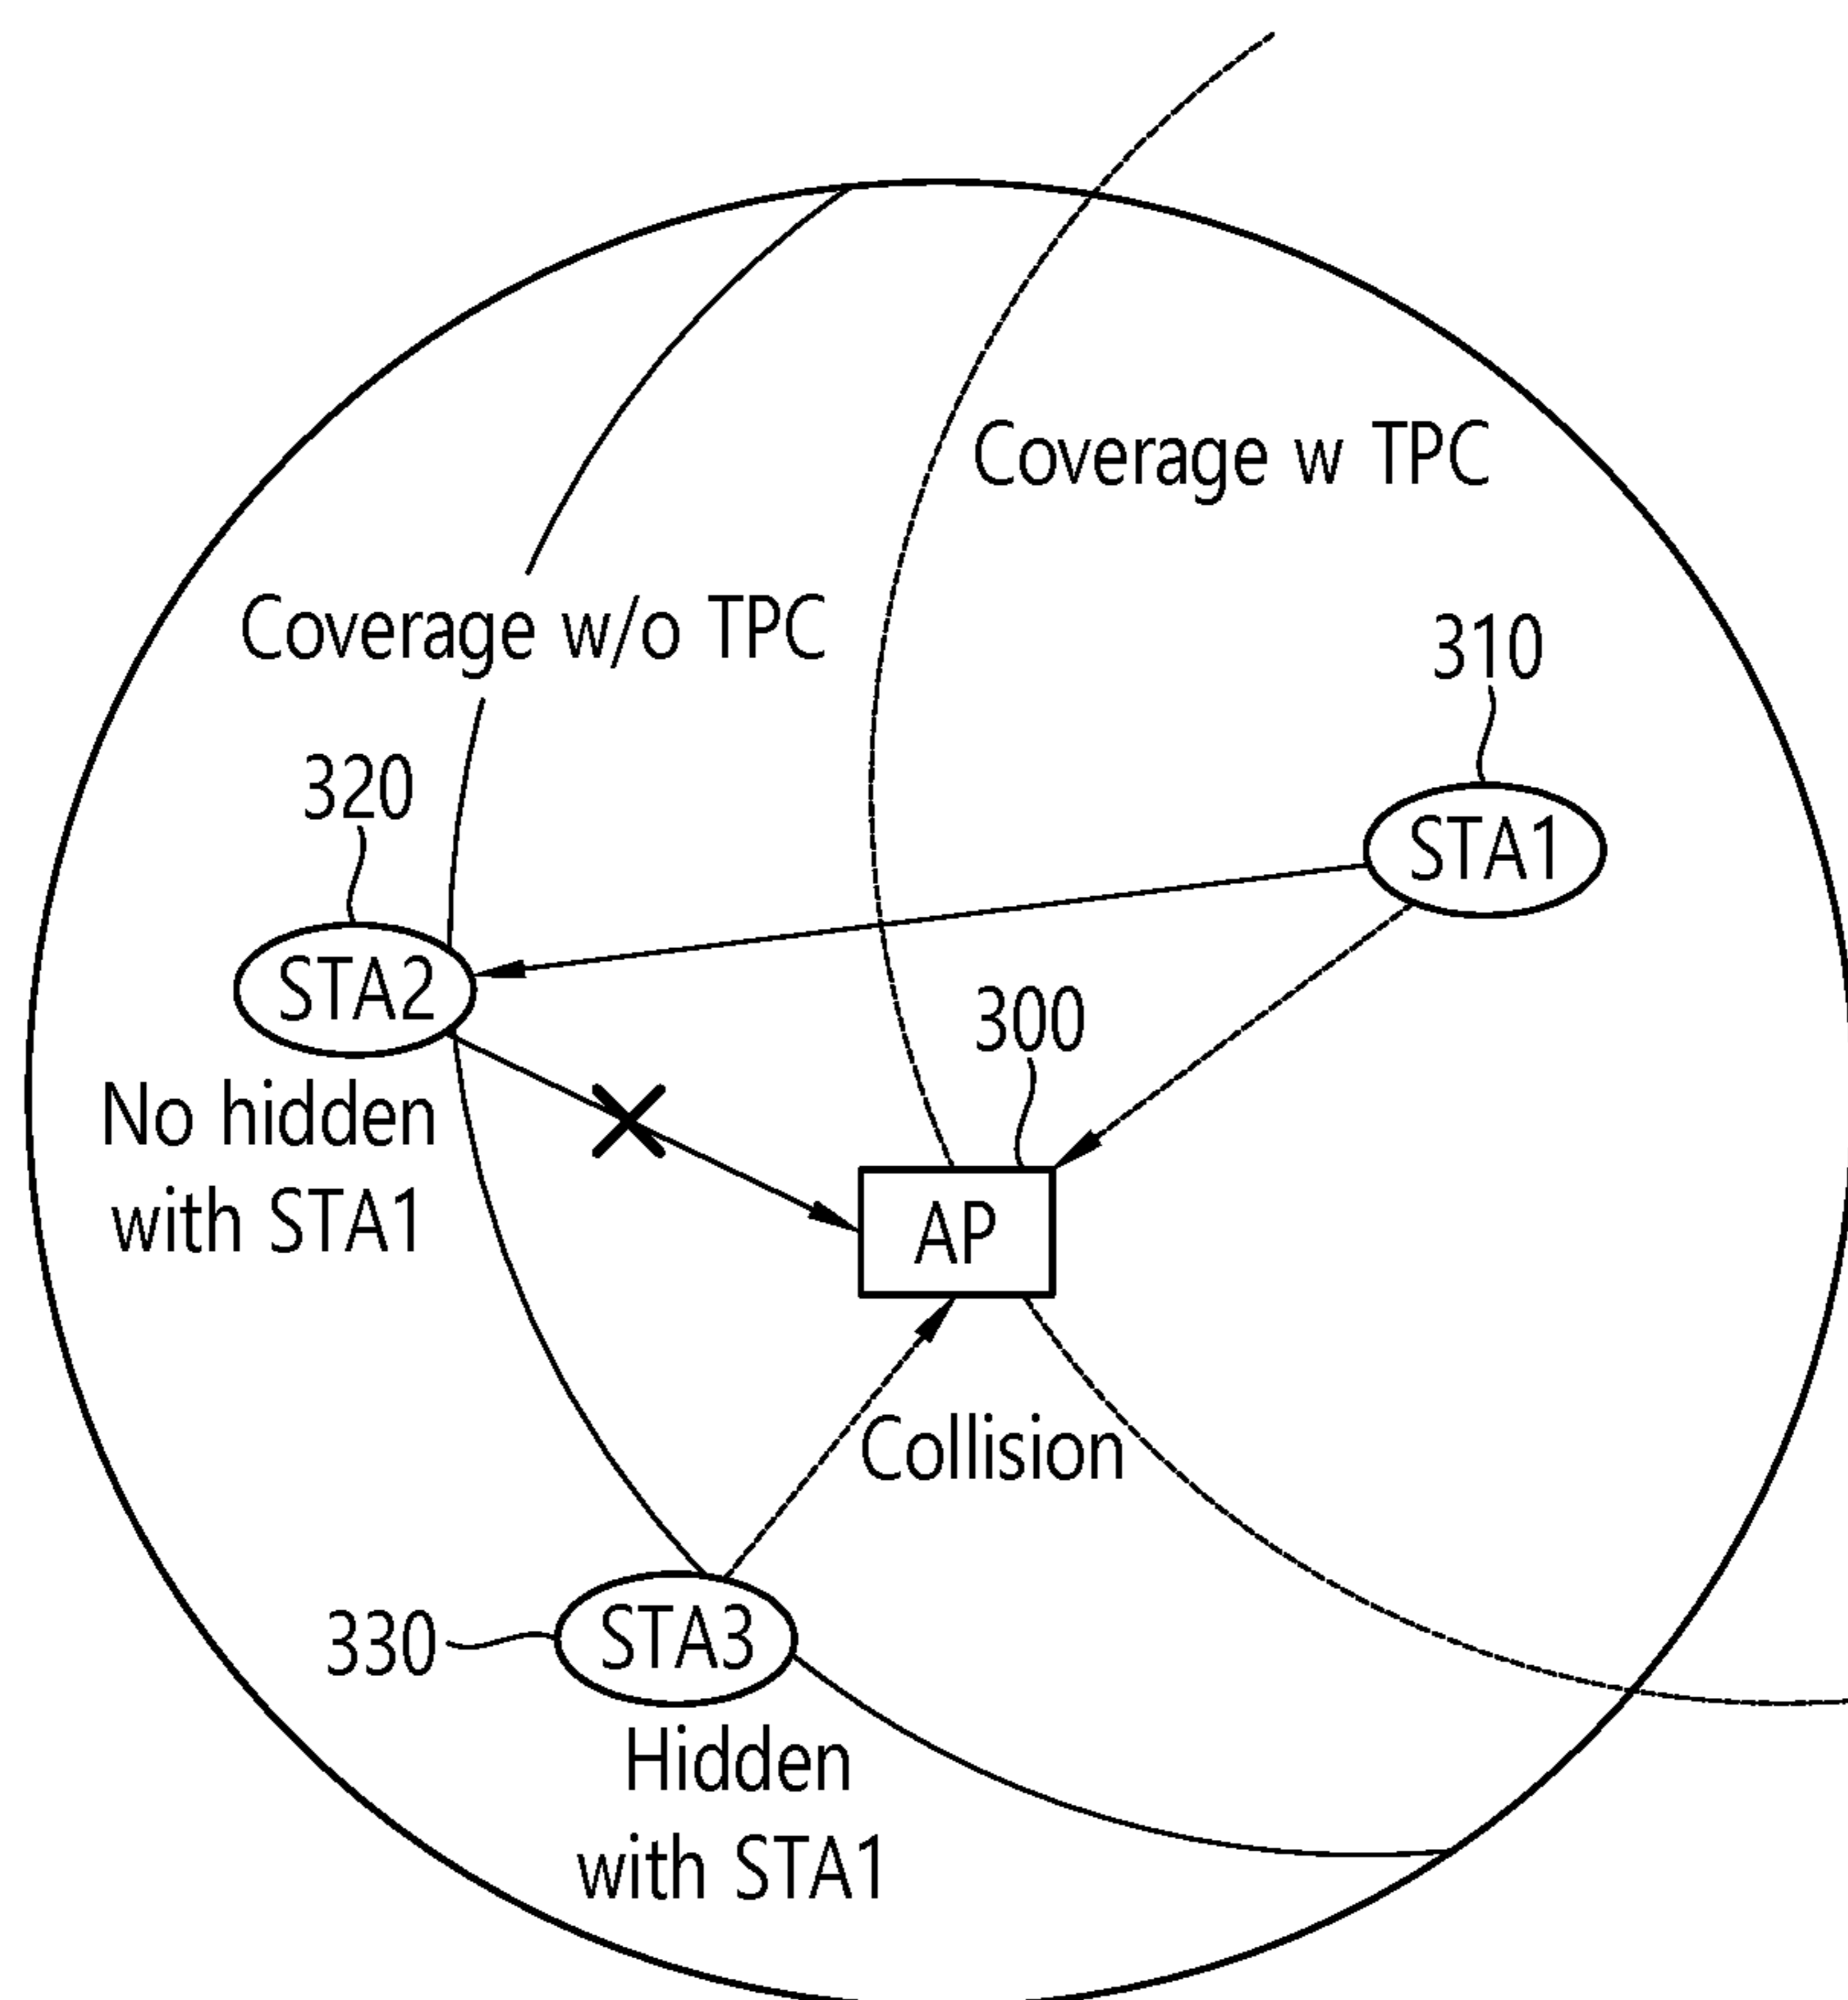 Coverage w TPC
Coverage w/o TPC
310
320
STA1
STA2
300
No hidden
with STA1
AP
Collision
330
STA3
Hidden
with STA1